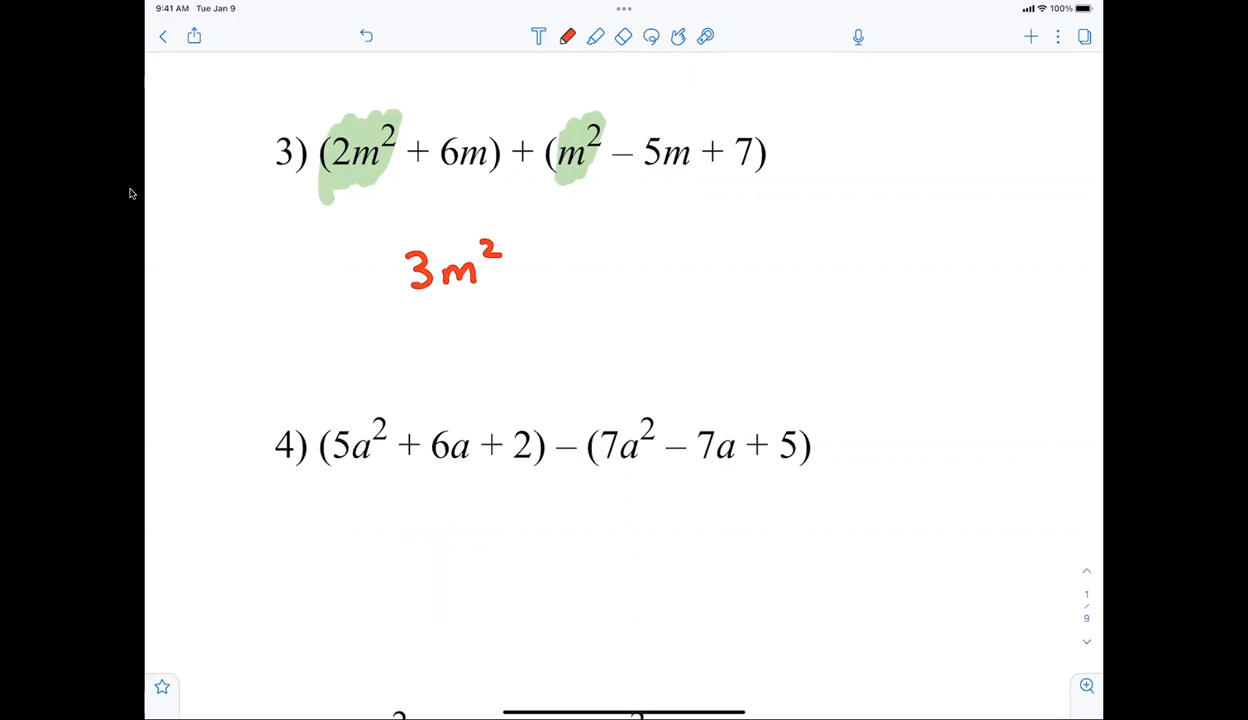 9:41 AM Tue Jan 9
100%
3) (2m² + 6m) + (m² – 5m + 7)
3m²
4) (5a² + 6a + 2) – (7a² – 7a + 5)
1
/
9